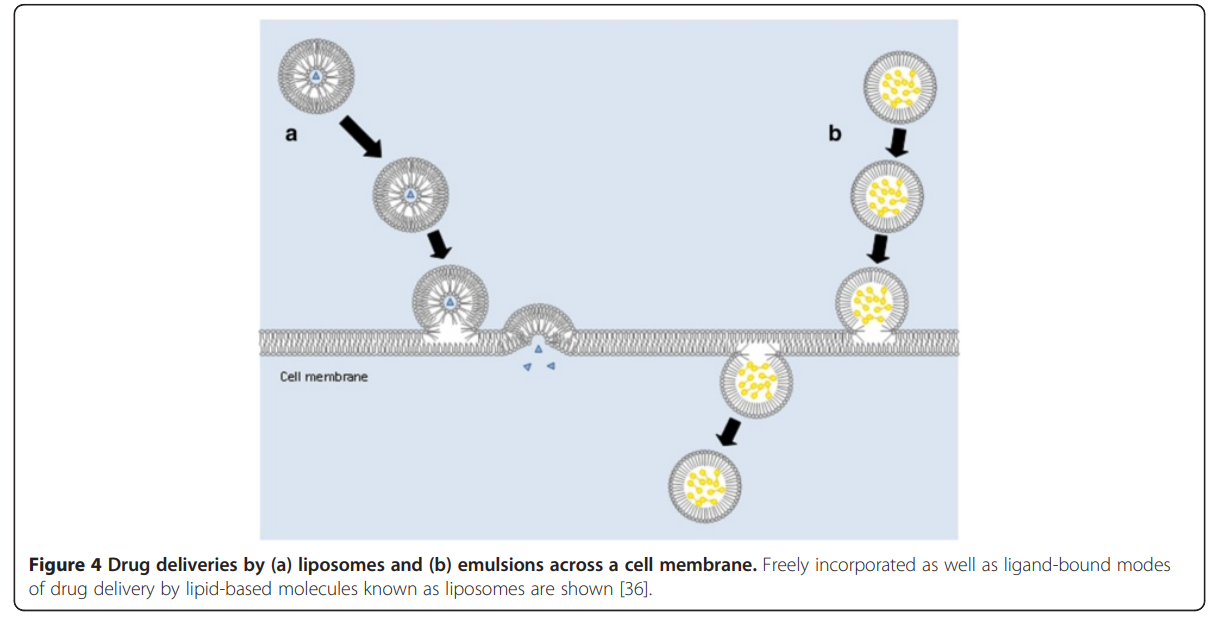 a
b
Cell membrane
Figure 4 Drug deliveries by (a) liposomes and (b) emulsions across a cell membrane. Freely incorporated as well as ligand-bound modes
of drug delivery by lipid-based molecules known as liposomes are shown [36].